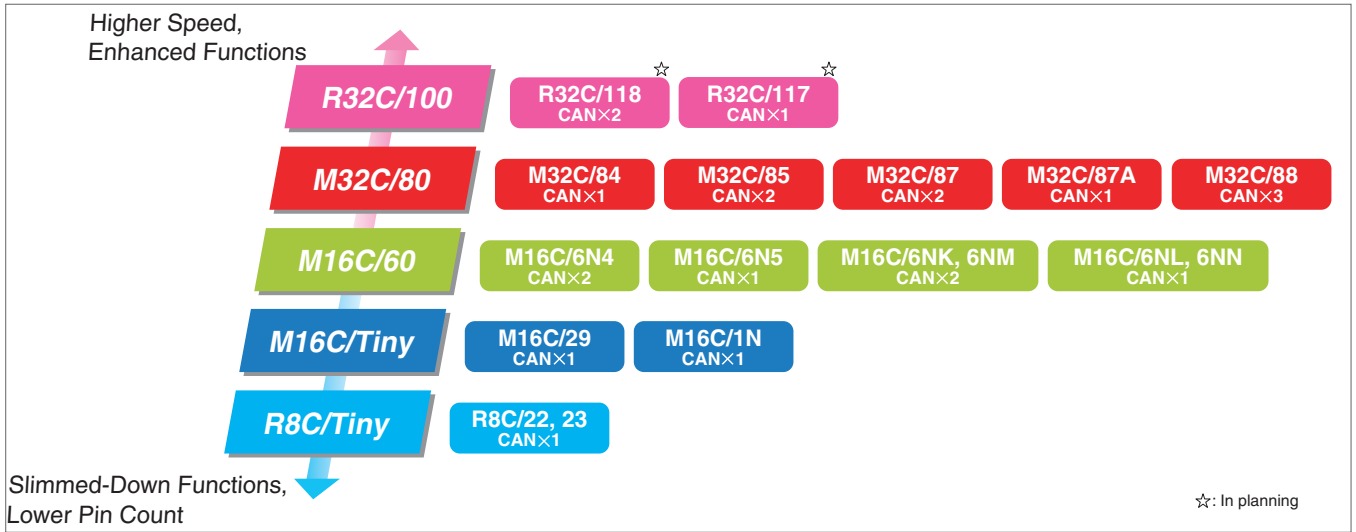 Higher Speed,
Enhanced Functions
R32C/100
☆
R32C/118
CAN×2
☆
R32C/117
CAN×1
M32C/80
M32C/84
CAN×1
M32C/85
CAN×2
M32C/87
CAN×2
M32C/87A
CAN×1
M32C/88
CAN×3
M16C/60
M16C/6N4
CAN×2
M16C/6N5
CAN×1
M16C/6NK, 6NM
CAN×2
M16C/6NL, 6NN
CAN×1
M16C/Tiny
M16C/29
CAN×1
M16C/1N
CAN×1
R8C/Tiny
R8C/22, 23
CAN×1
Slimmed-Down Functions,
Lower Pin Count
☆: In planning